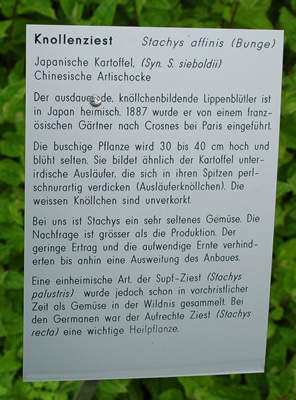 Knollenziest Stachys affinis (Bunge)
Japanische Kartoffel, (Syn. S. sieboldii)
Chinesische Artischocke
Der ausdauernde, knöllchenbildende Lippenblütler ist
in Japan heimisch. 1887 wurde er von einem franz-
ösischen Gärtner nach Crosnes bei Paris eingeführt.
Die buschige Pflanze wird 30 bis 40 cm hoch und
blüht selten. Sie bildet ähnlich der Kartoffel unter-
irdische Ausläufer, die sich in ihren Spitzen perl-
schnurartig verdicken (Ausläuferknöllchen). Die
weissen Knöllchen sind unverkorkt.
Bei uns ist Stachys ein sehr seltenes Gemüse. Die
Nachfrage ist grösser als die Produktion. Der
geringe Ertrag und die aufwendige Ernte verhind-
erten bis anhin eine Ausweitung des Anbaues.
Eine einheimische Art. der Supf-Ziest (Stachys
palustris) wurde jedoch schon in vorchristlicher
Zeit als Gemüse in der Wildnis gesammelt. Bei
den Germanen war der Aufrechte Ziest (Stachys
recta) eine wichtige Heilpflanze.